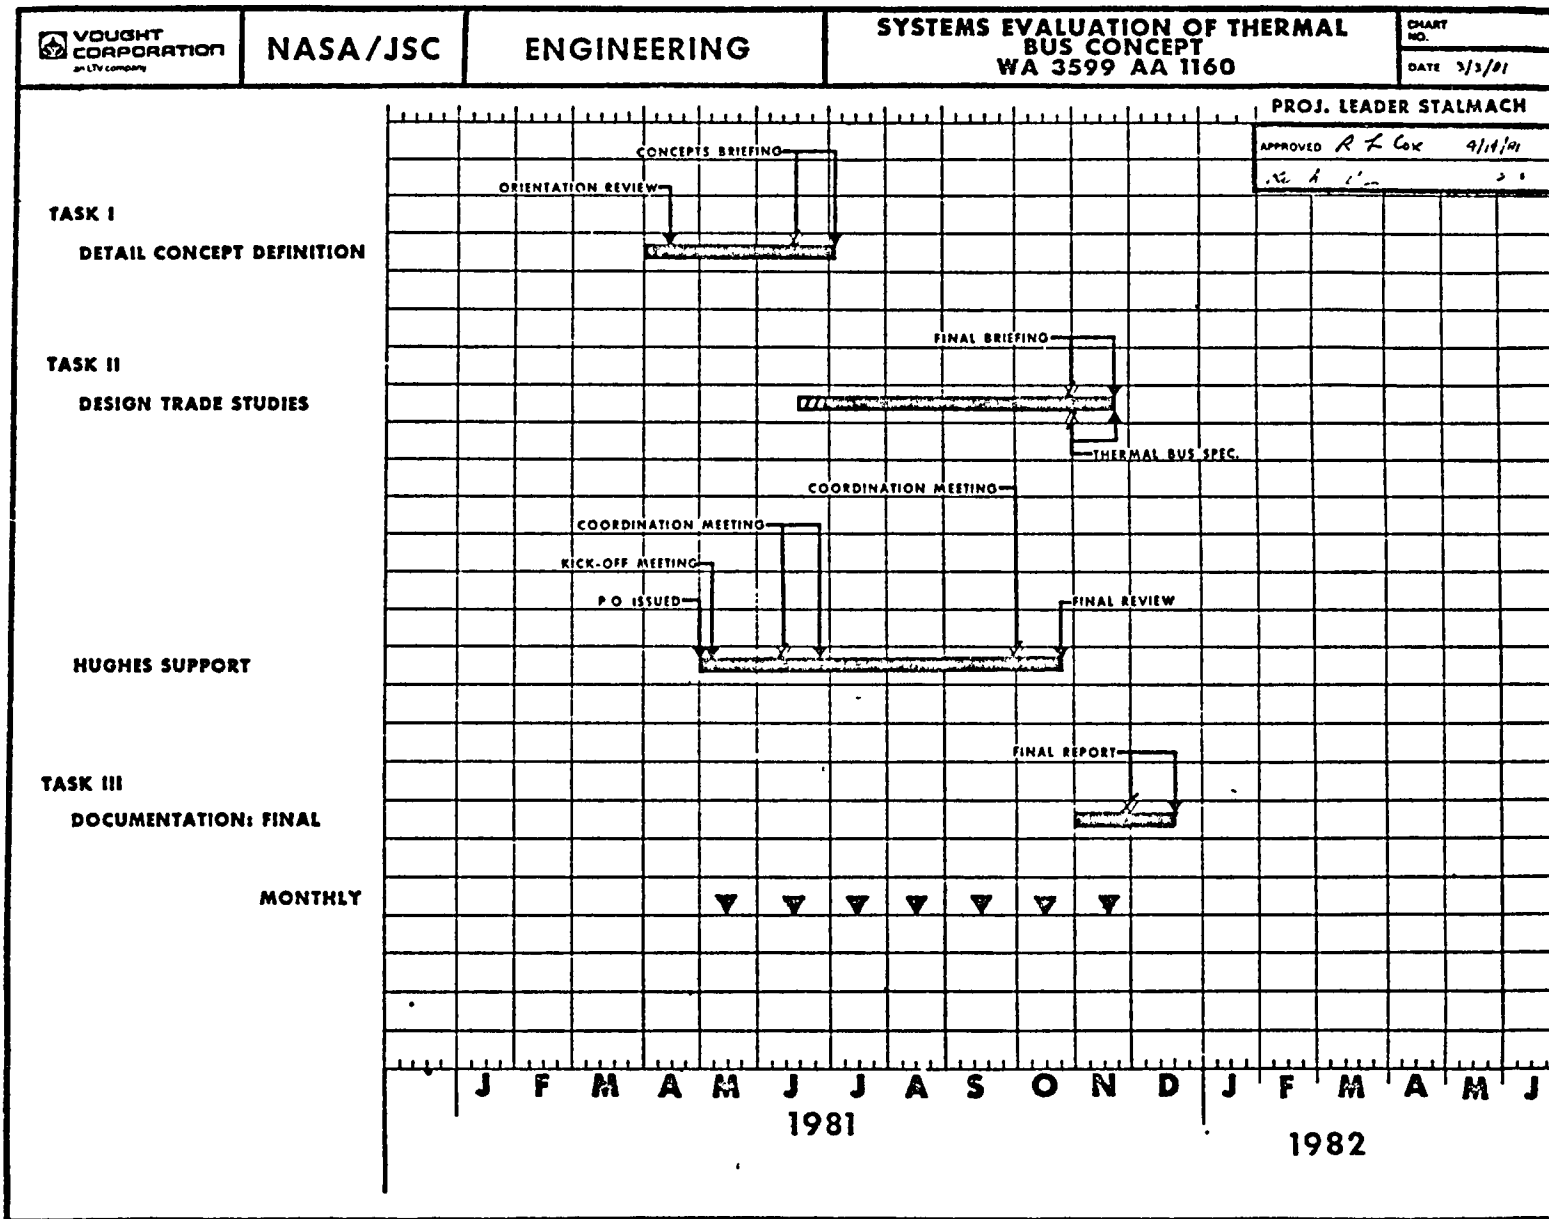 VOUGHT
CORPORATION
an LTV company
NASA/JSC
ENGINEERING
SYSTEMS EVALUATION OF THERMAL
BUS CONCEPT
WA 3599 AA 1160
CHART
NO.
DATE 3/3/81
PROJ. LEADER STALMACH
APPROVED R L Cox
CONCEPTS BRIEFING
ORIENTATION REVIEW
TASK I
DETAIL CONCEPT DEFINITION
FINAL BRIEFING
TASK II
DESIGN TRADE STUDIES
THERMAL BUS SPEC.
COORDINATION MEETING
COORDINATION MEETING
KICK-OFF MEETING
P O ISSUED
FINAL REVIEW
HUGHES SUPPORT
FINAL REPORT
TASK III
DOCUMENTATION: FINAL
MONTHLY
J F M A M J J A S O N D J F M A M J
1981
1982